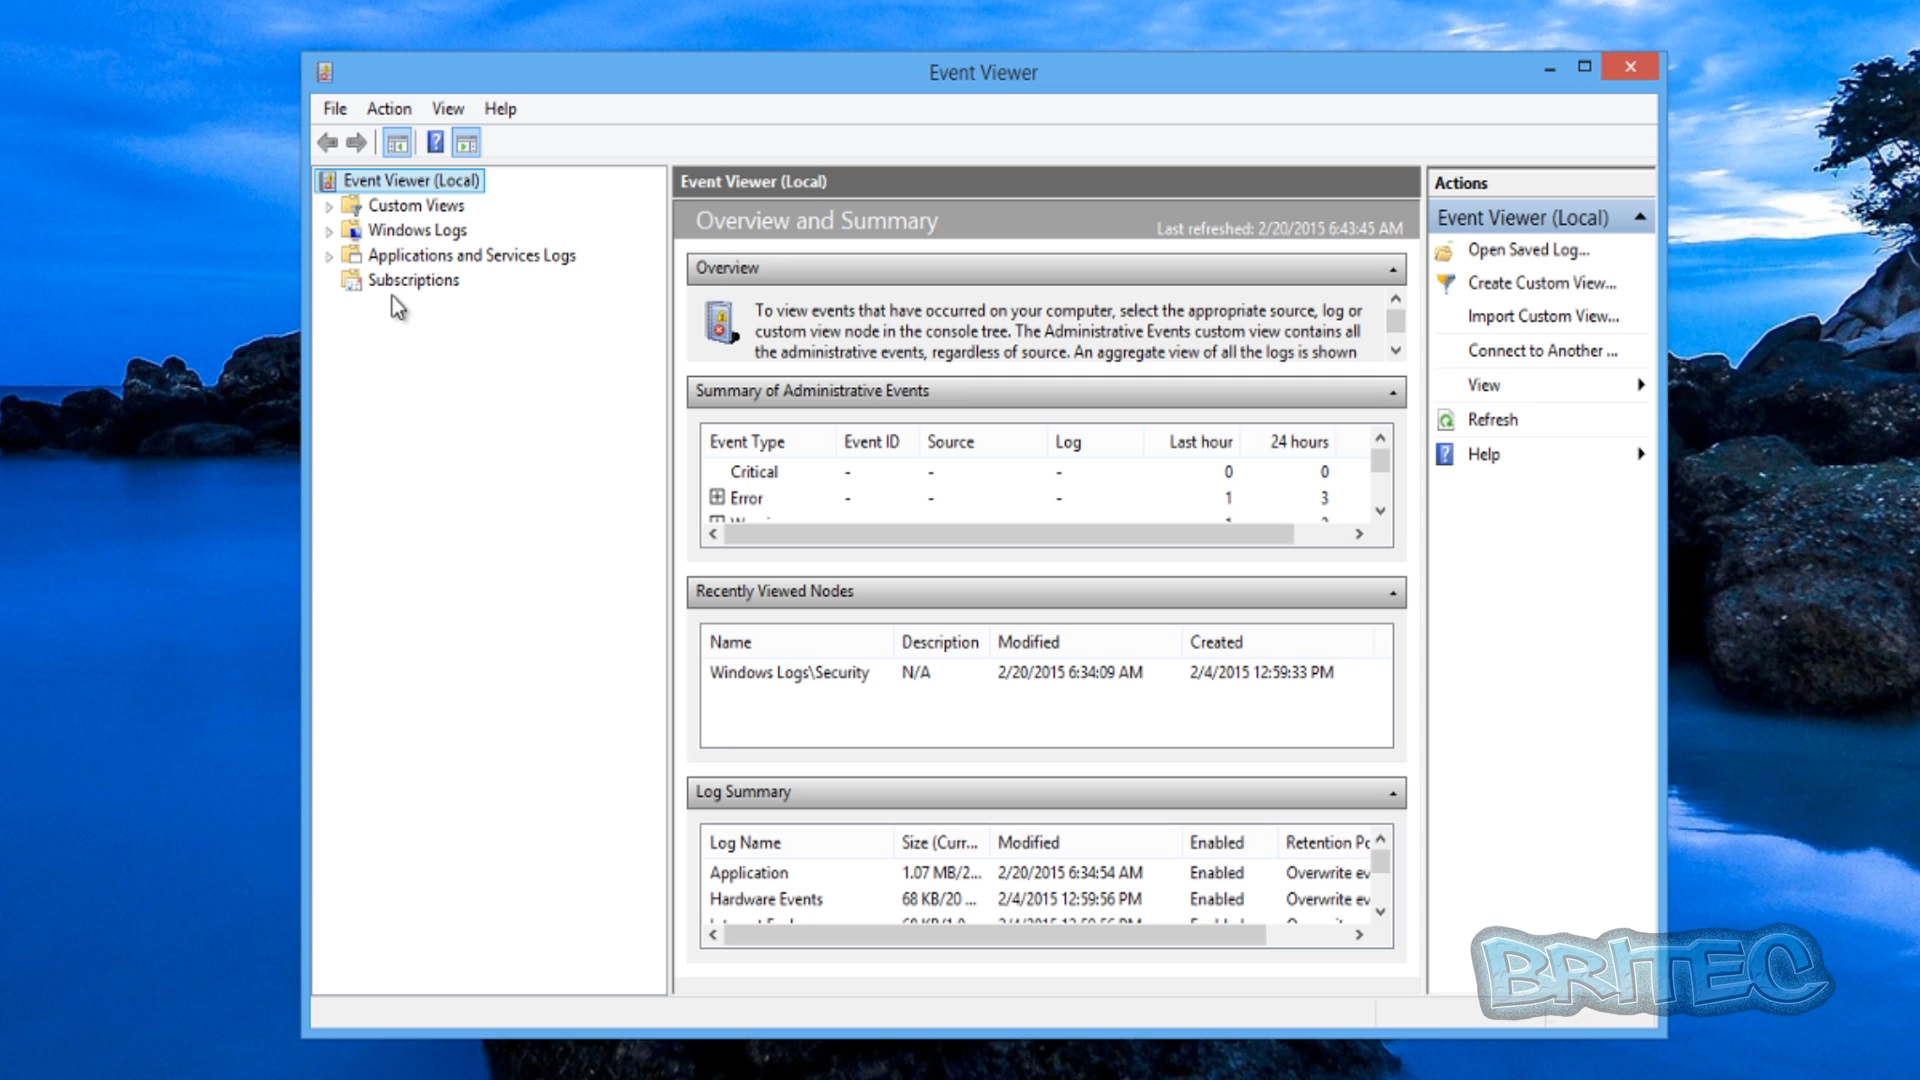 Event Viewer
File Action View Help
Event Viewer (Local)
Custom Views
Windows Logs
Applications and Services Logs
Subscriptions
Event Viewer (Local)
Overview and Summary
Last refreshed: 2/20/2015 6:43:45 AM
Overview
To view events that have occurred on your computer, select the appropriate source, log or
custom view node in the console tree. The Administrative Events custom view contains all
the administrative events, regardless of source. An aggregate view of all the logs is shown
Summary of Administrative Events
Event Type Event ID Source Log Last hour 24 hours
Critical - - - 0 0
Error - - - 1 3
Recently Viewed Nodes
Name Description Modified Created
Windows Logs\Security N/A 2/20/2015 6:34:09 AM 2/4/2015 12:59:33 PM
Log Summary
Log Name Size (Curr... Modified Enabled Retention Pc
Application 1.07 MB/2... 2/20/2015 6:34:54 AM Enabled Overwrite ev
Hardware Events 68 KB/20 ... 2/4/2015 12:59:56 PM Enabled Overwrite ev
Actions
Event Viewer (Local)
Open Saved Log...
Create Custom View...
Import Custom View...
Connect to Another ...
View
Refresh
Help
BRITEC